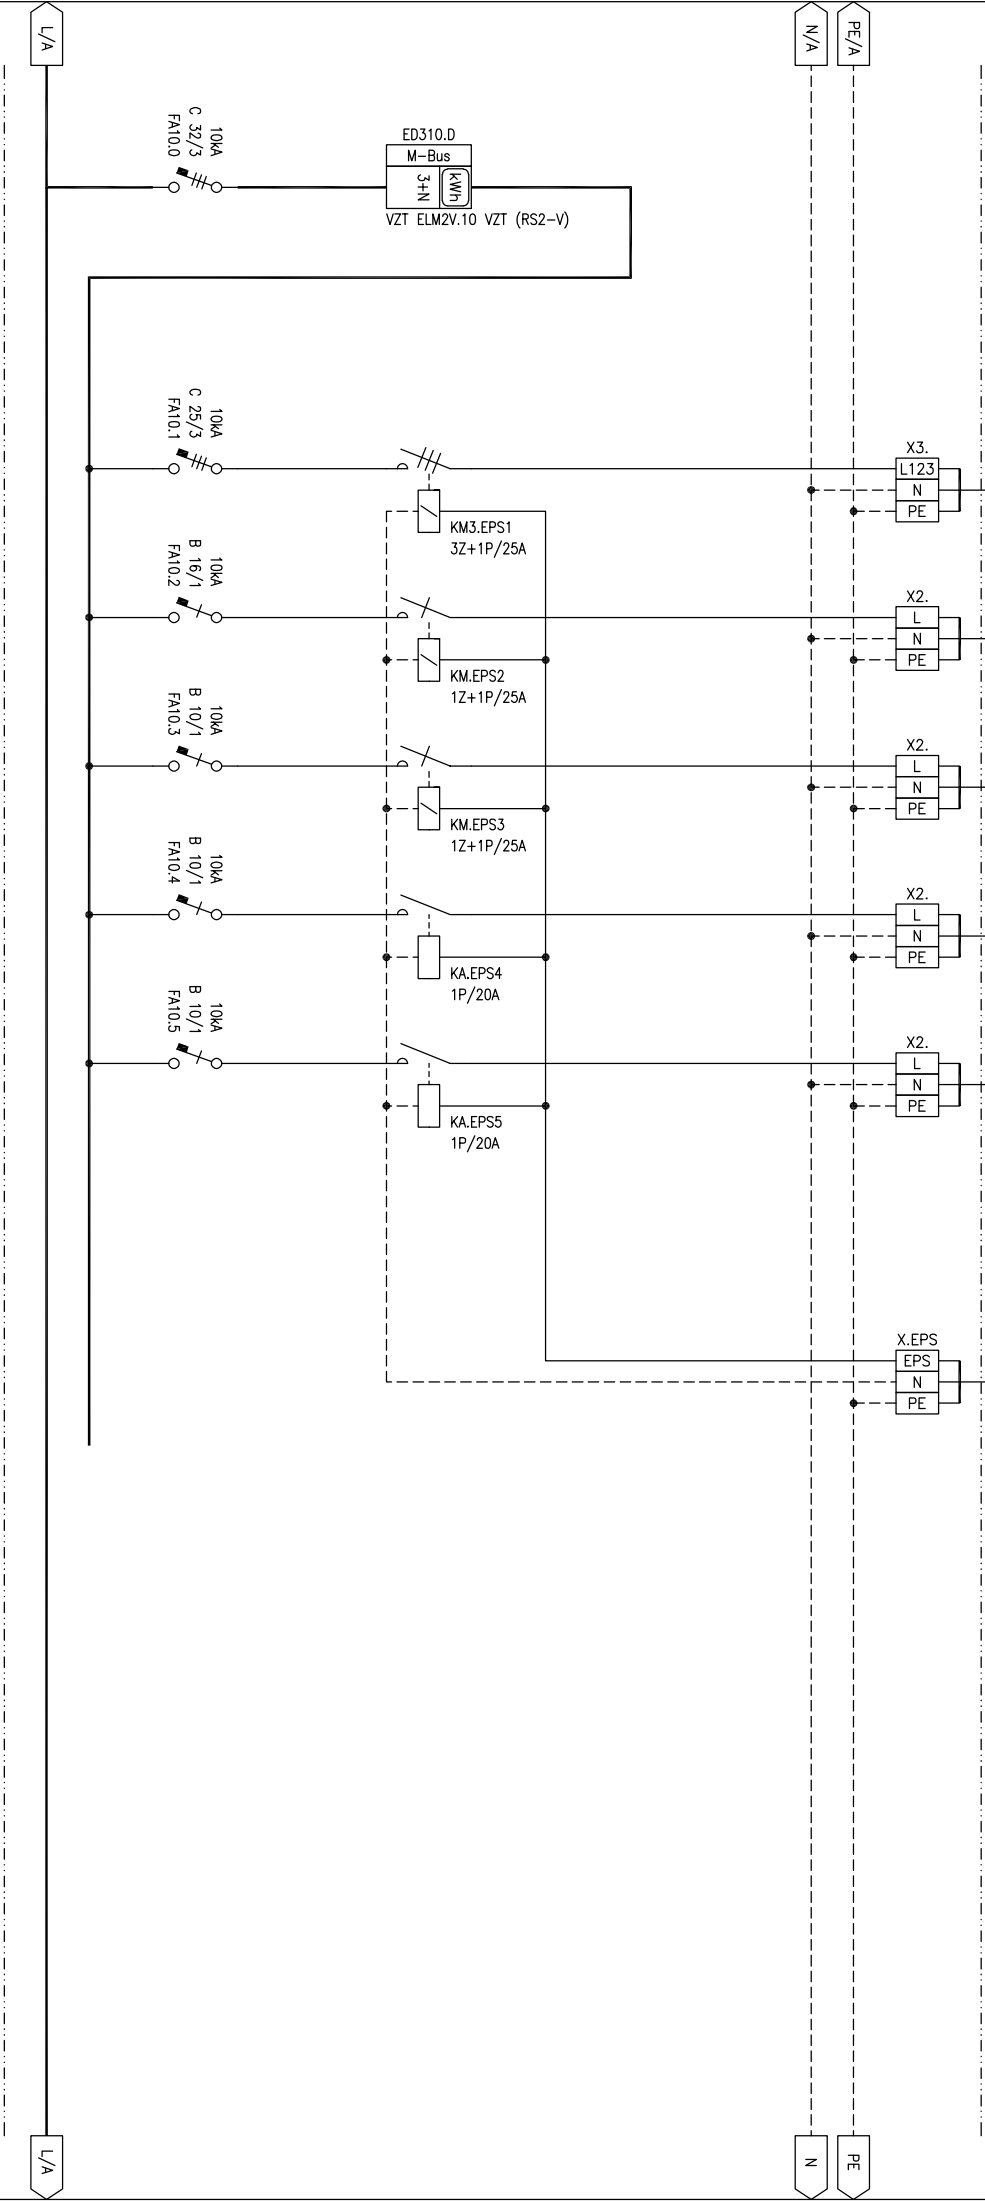 L/A
N/A
PE/A
10kA
C 32/3
FA10.0
ED310.D
M-Bus
3+N
kWh
VZT ELM2V.10 VZT (RS2-V)
10kA
C 25/3
FA10.1
KM3.EPS1
3Z+1P/25A
X3.
L123
N
PE
10kA
B 16/1
FA10.2
KM.EPS2
1Z+1P/25A
X2.
L
N
PE
10kA
B 10/1
FA10.3
KM.EPS3
1Z+1P/25A
X2.
L
N
PE
10kA
B 10/1
FA10.4
KA.EPS4
1P/20A
X2.
L
N
PE
10kA
B 10/1
FA10.5
KA.EPS5
1P/20A
X2.
L
N
PE
X.EPS
EPS
N
PE
L/A
N
PE